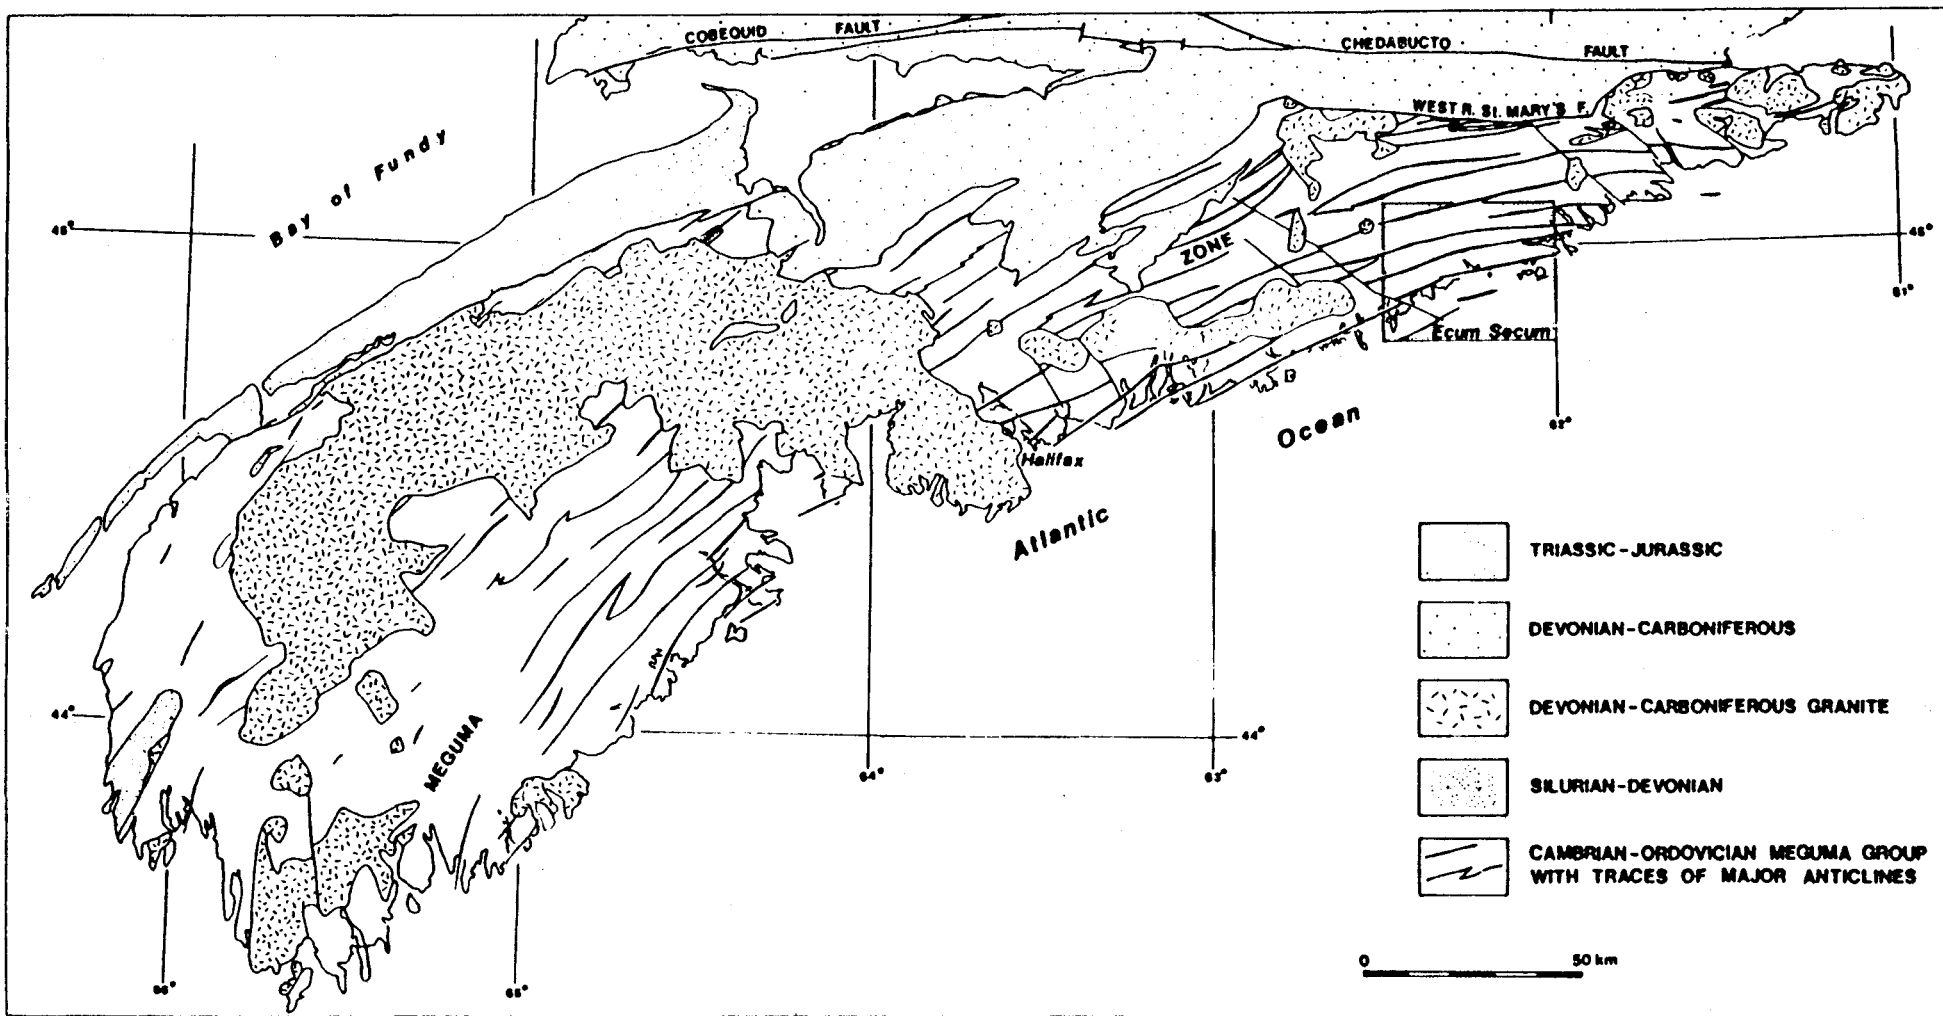 COBEQUID FAULT
CHEDABUCTO FAULT
WEST R. St. MARY'S F.
Bay of Fundy
45°
45°
61°
ZONE
Ecum Secum
62°
Ocean
Halifax
Atlantic
44°
MEGUMA
44°
64°
63°
66°
65°
TRIASSIC-JURASSIC
DEVONIAN-CARBONIFEROUS
DEVONIAN-CARBONIFEROUS GRANITE
SILURIAN-DEVONIAN
CAMBRIAN-ORDOVICIAN MEGUMA GROUP
WITH TRACES OF MAJOR ANTICLINES
0 50 km